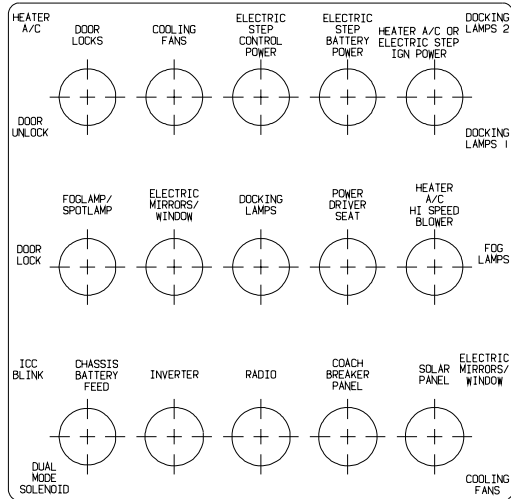 HEATER
A/C
DOOR
LOCKS
COOLING
FANS
ELECTRIC
STEP
CONTROL
POWER
ELECTRIC
STEP
BATTERY
POWER
HEATER A/C OR
ELECTRIC STEP
IGN POWER
DOCKING
LAMPS 2
DOOR
UNLOCK
DOCKING
LAMPS 1
FOGLAMP/
SPOTLAMP
ELECTRIC
MIRRORS/
WINDOW
DOCKING
LAMPS
POWER
DRIVER
SEAT
HEATER
A/C
HI SPEED
BLOWER
DOOR
LOCK
FOG
LAMPS
ICC
BLINK
CHASSIS
BATTERY
FEED
INVERTER
RADIO
COACH
BREAKER
PANEL
SOLAR
PANEL
ELECTRIC
MIRRORS/
WINDOW
DUAL
MODE
SOLENOID
COOLING
FANS